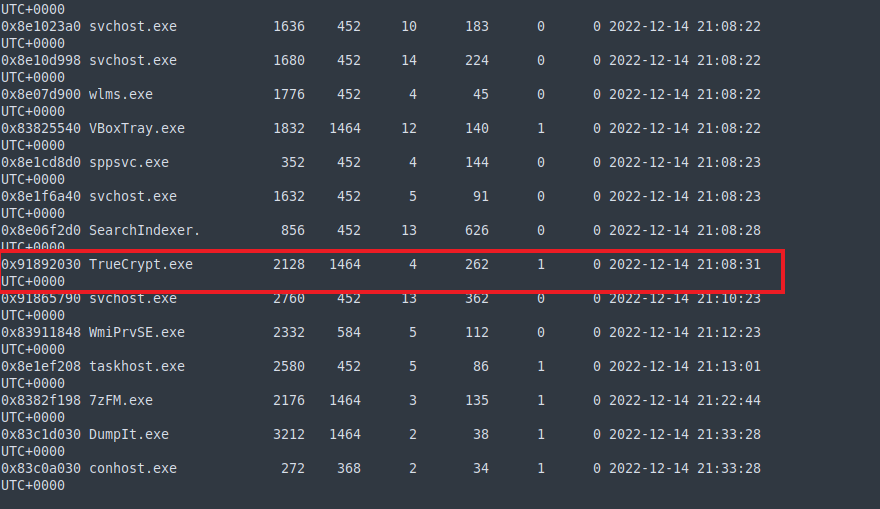 UTC+0000
0x8e1023a0 svchost.exe 1636 452 10 183 0 0 2022-12-14 21:08:22
UTC+0000
0x8e10d998 svchost.exe 1680 452 14 224 0 0 2022-12-14 21:08:22
UTC+0000
0x8e07d900 wlms.exe 1776 452 4 45 0 0 2022-12-14 21:08:22
UTC+0000
0x83825540 VBoxTray.exe 1832 1464 12 140 1 0 2022-12-14 21:08:22
UTC+0000
0x8e1cd8d0 sppsvc.exe 352 452 4 144 0 0 2022-12-14 21:08:23
UTC+0000
0x8e1f6a40 svchost.exe 1632 452 5 91 0 0 2022-12-14 21:08:23
UTC+0000
0x8e06f2d0 SearchIndexer. 856 452 13 626 0 0 2022-12-14 21:08:28
UTC+0000
0x91892030 TrueCrypt.exe 2128 1464 4 262 1 0 2022-12-14 21:08:31
UTC+0000
0x91865790 svchost.exe 2760 452 13 362 0 0 2022-12-14 21:10:23
UTC+0000
0x83911848 WmiPrvSE.exe 2332 584 5 112 0 0 2022-12-14 21:12:23
UTC+0000
0x8e1ef208 taskhost.exe 2580 452 5 86 1 0 2022-12-14 21:13:01
UTC+0000
0x8382f198 7zFM.exe 2176 1464 3 135 1 0 2022-12-14 21:22:44
UTC+0000
0x83c1d030 DumpIt.exe 3212 1464 2 38 1 0 2022-12-14 21:33:28
UTC+0000
0x83c0a030 conhost.exe 272 368 2 34 1 0 2022-12-14 21:33:28
UTC+0000